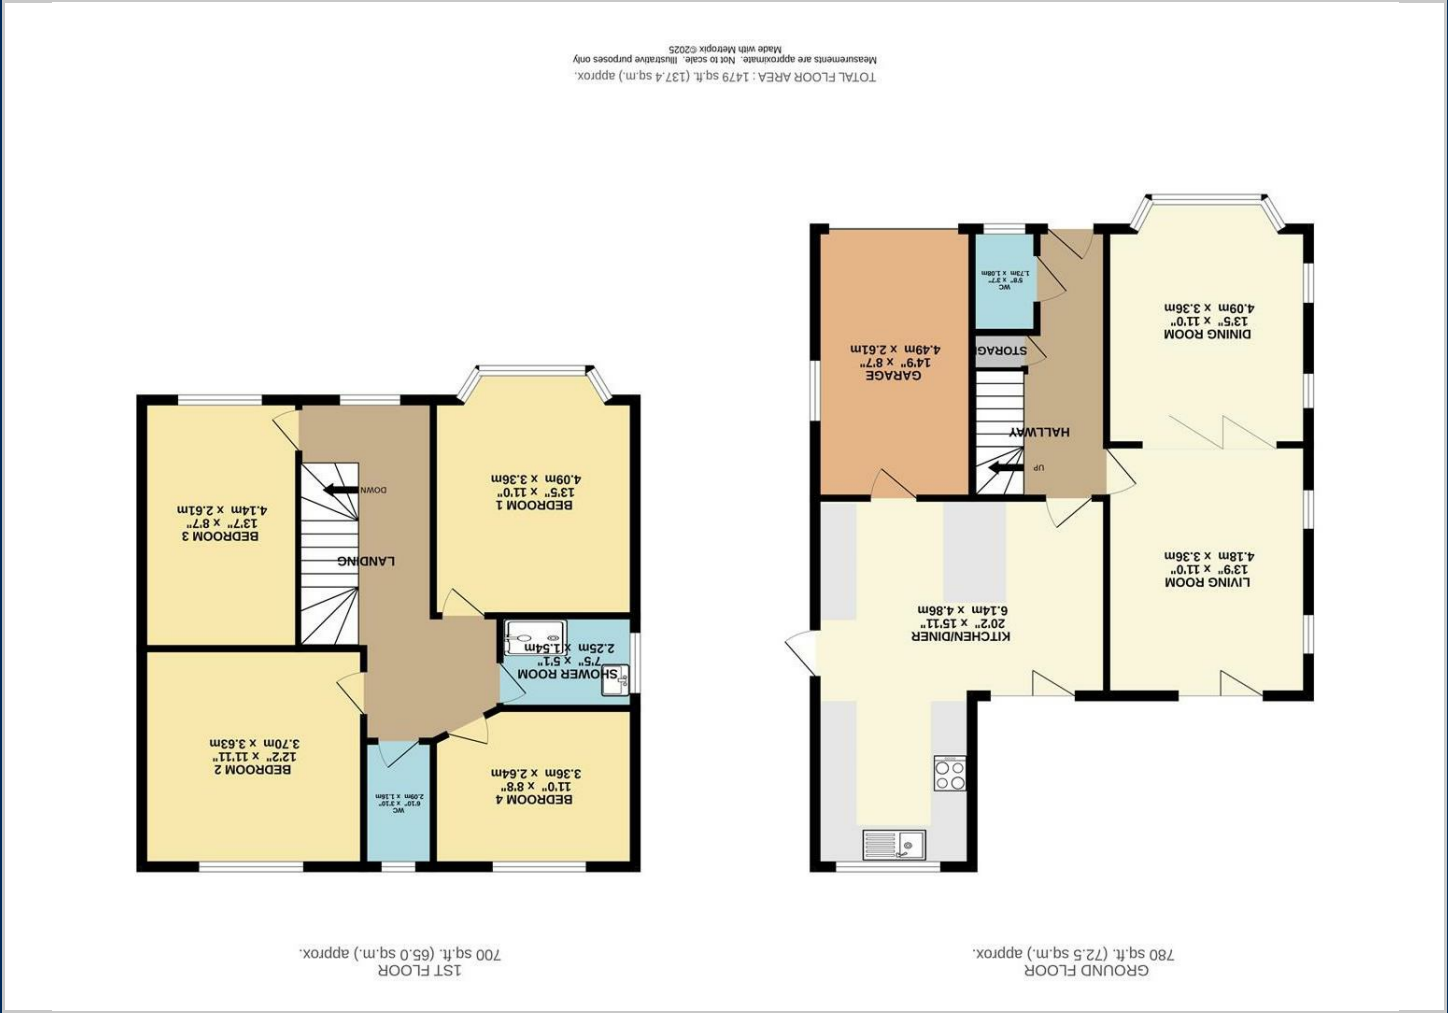 GROUND FLOOR
780 sq.ft. (72.5 sq.m.) approx.
1ST FLOOR
700 sq.ft. (65.0 sq.m.) approx.
KITCHEN/DINER
20'2" x 15'11"
6.14m x 4.86m
LIVING ROOM
13'9" x 11'0"
4.18m x 3.36m
UP
HALLWAY
GARAGE
14'9" x 8'7"
4.49m x 2.61m
STORAGE
DINING ROOM
13'5" x 11'0"
4.09m x 3.36m
WC
5'8" x 3'7"
1.73m x 1.08m
BEDROOM 4
11'0" x 8'8"
3.36m x 2.64m
WC
6'10" x 3'10"
2.09m x 1.16m
BEDROOM 2
12'2" x 11'11"
3.70m x 3.63m
SHOWER ROOM
7'5" x 5'1"
2.25m x 1.54m
LANDING
BEDROOM 3
13'7" x 8'7"
4.14m x 2.61m
DOWN
BEDROOM 1
13'5" x 11'0"
4.09m x 3.36m
TOTAL FLOOR AREA : 1479 sq.ft. (137.4 sq.m.) approx.
Measurements are approximate. Not to scale. Illustrative purposes only
Made with Metropix ©2025